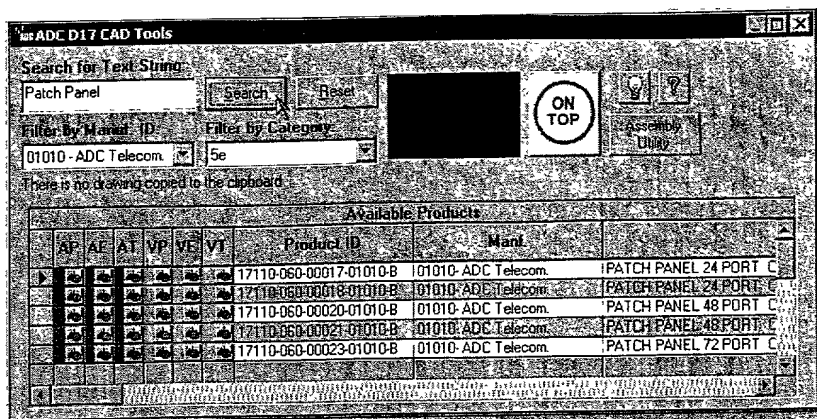 ADC D17 CAD Tools
Search for Text String:
Patch Panel
Search
Reset
ON
TOP
?
Filter By Manuf. ID:
Filter by Category:
Assembly
Utility
01010 - ADC Telecom.
5e
There is no drawing copied to the clipboard.
Available Products
AP AE AT VP VE VT Product ID Manf.
17110-060-00017-01010-B 01010- ADC Telecom. PATCH PANEL 24 PORT C
17110-060-00018-01010-B 01010- ADC Telecom. PATCH PANEL 24 PORT C
17110-060-00020-01010-B 01010- ADC Telecom. PATCH PANEL 48 PORT C
17110-060-00021-01010-B 01010- ADC Telecom. PATCH PANEL 48 PORT C
17110-060-00023-01010-B 01010- ADC Telecom. PATCH PANEL 72 PORT C